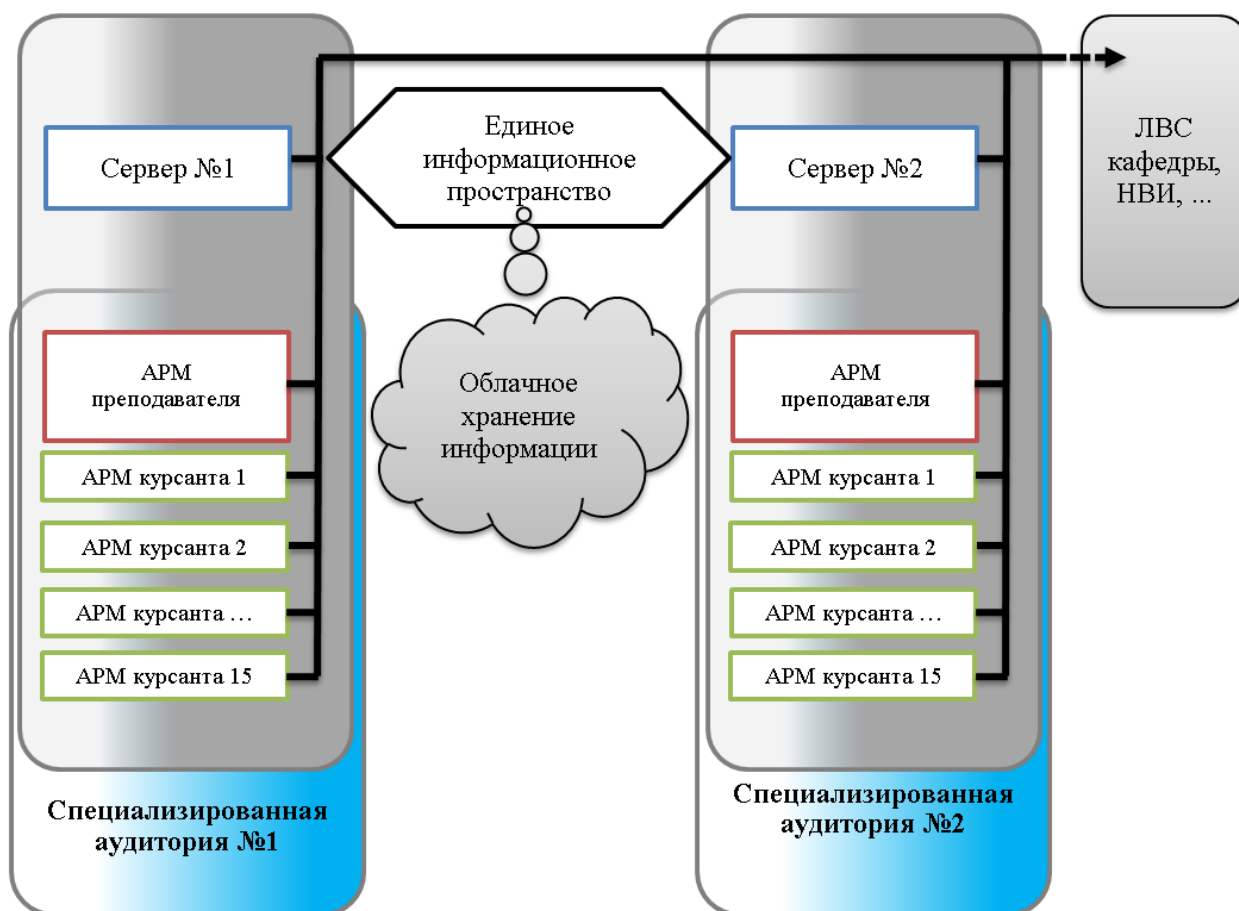 Сервер №1
Единое
информационное
пространство
Сервер №2
ЛВС
кафедры,
НВИ, ...
АРМ
преподавателя
АРМ курсанта 1
АРМ курсанта 2
АРМ курсанта …
АРМ курсанта 15
Облачное
хранение
информации
АРМ
преподавателя
АРМ курсанта 1
АРМ курсанта 2
АРМ курсанта …
АРМ курсанта 15
Специализированная
аудитория №1
Специализированная
аудитория №2